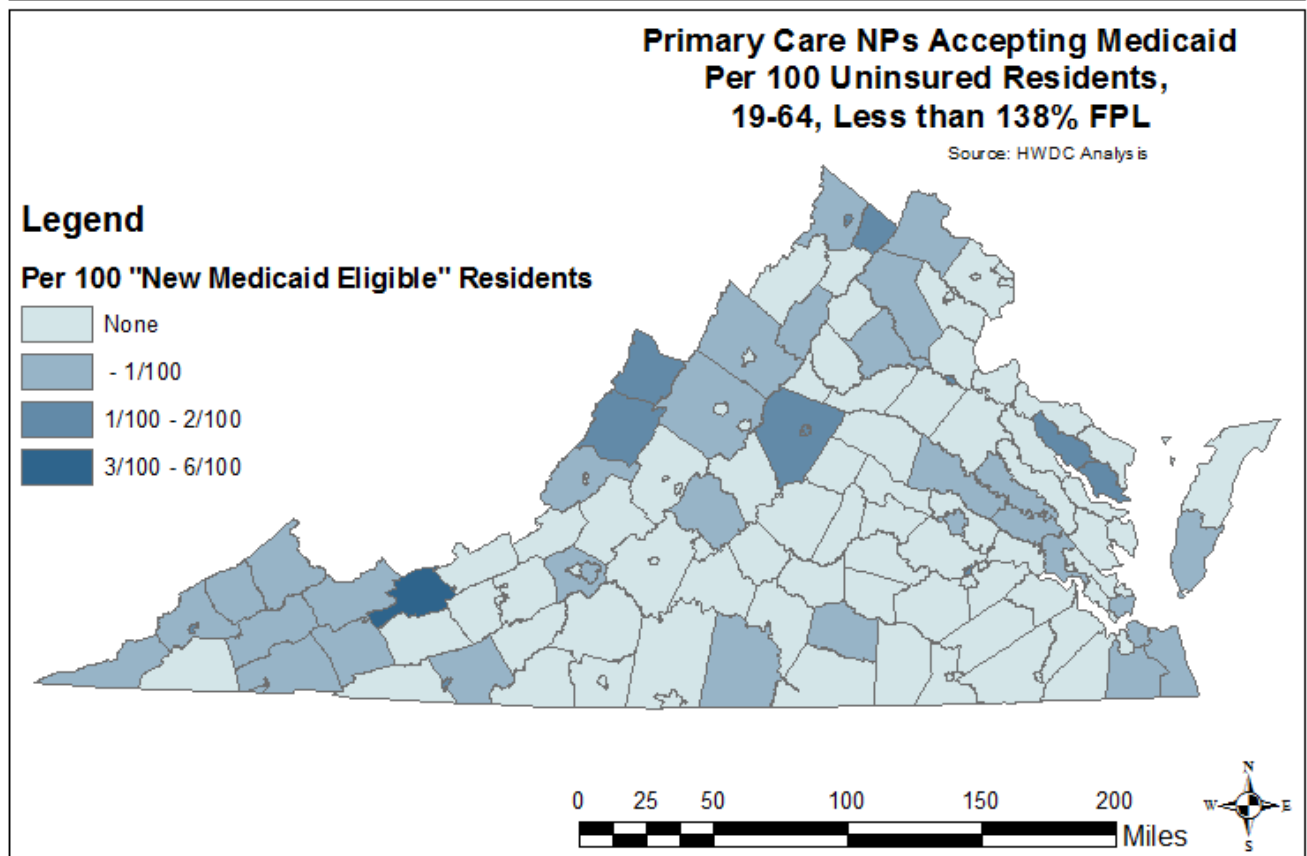 Primary Care NPs Accepting Medicaid
Per 100 Uninsured Residents,
19-64, Less than 138% FPL
Source: HWDC Analysis
Legend
Per 100 "New Medicaid Eligible" Residents
None
- 1/100
1/100 - 2/100
3/100 - 6/100
0 25 50 100 150 200
Miles
N
W E
S